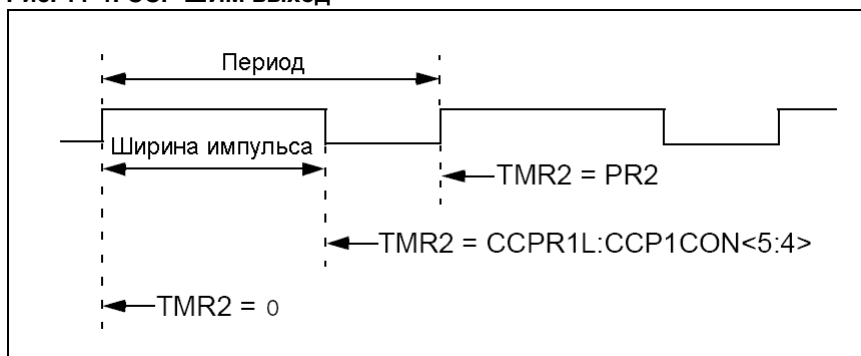 Период
Ширина импульса
TMR2 = PR2
TMR2 = CCPR1L:CCP1CON<5:4>
TMR2 = 0